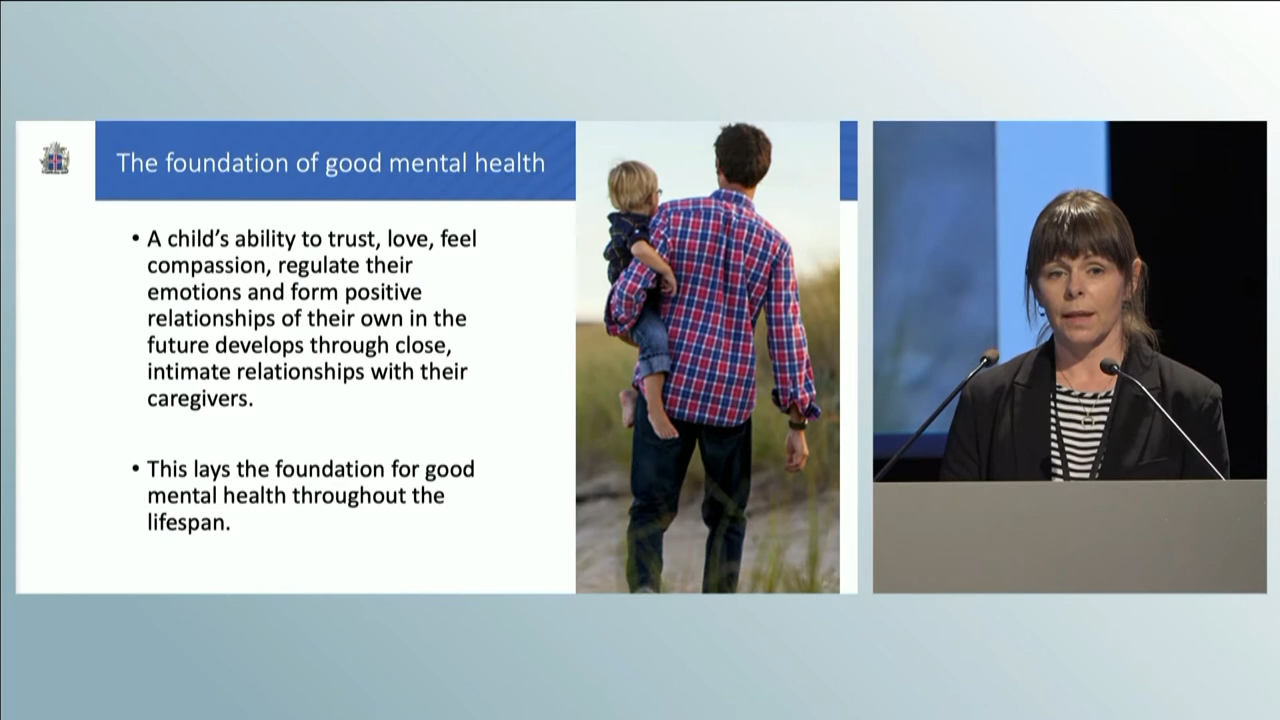 The foundation of good mental health
• A child's ability to trust, love, feel
compassion, regulate their
emotions and form positive
relationships of their own in the
future develops through close,
intimate relationships with their
caregivers.
• This lays the foundation for good
mental health throughout the
lifespan.